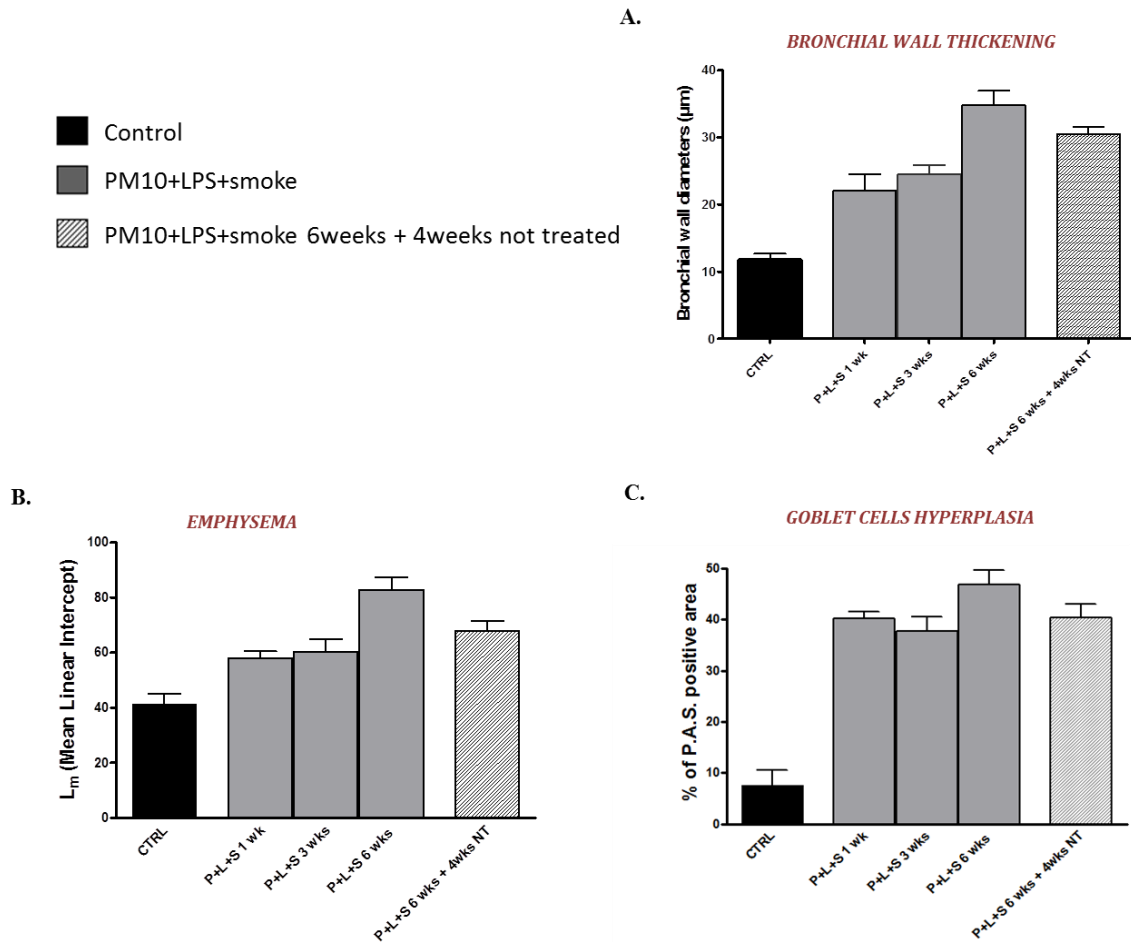 A.
BRONCHIAL WALL THICKENING
Control
PM10+LPS+smoke
PM10+LPS+smoke 6weeks + 4weeks not treated
Bronchial wall diameters (µm)
40
30
20
10
0
CTRL
P+L+S 1 wk
P+L+S 3 wks
P+L+S 6 wks
P+L+S 6 wks + 4wks NT
B.
EMPHYSEMA
Lm (Mean Linear Intercept)
100
80
60
40
20
0
CTRL
P+L+S 1 wk
P+L+S 3 wks
P+L+S 6 wks
P+L+S 6 wks + 4wks NT
C.
GOBLET CELLS HYPERPLASIA
% of P.A.S. positive area
50
40
30
20
10
0
CTRL
P+L+S 1 wk
P+L+S 3 wks
P+L+S 6 wks
P+L+S 6 wks + 4wks NT